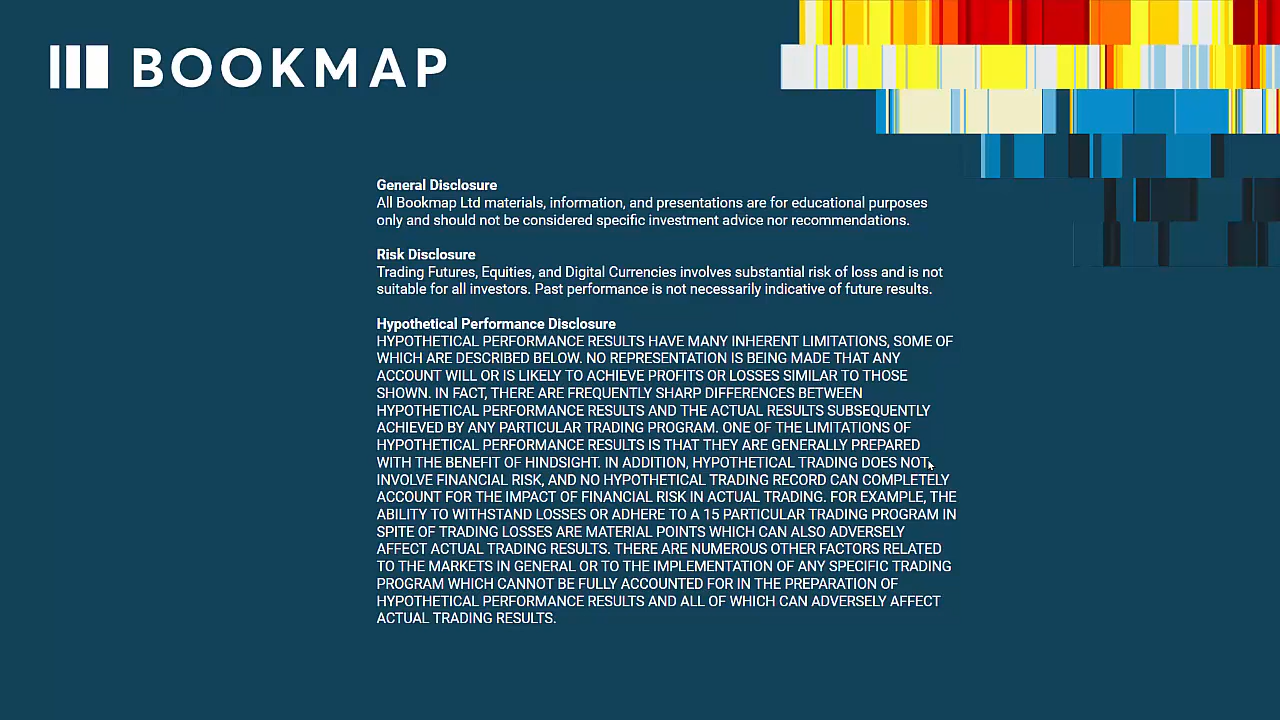 BOOKMAP
General Disclosure
All Bookmap Ltd materials, information, and presentations are for educational purposes
only and should not be considered specific investment advice nor recommendations.
Risk Disclosure
Trading Futures, Equities, and Digital Currencies involves substantial risk of loss and is not
suitable for all investors. Past performance is not necessarily indicative of future results.
Hypothetical Performance Disclosure
HYPOTHETICAL PERFORMANCE RESULTS HAVE MANY INHERENT LIMITATIONS, SOME OF
WHICH ARE DESCRIBED BELOW. NO REPRESENTATION IS BEING MADE THAT ANY
ACCOUNT WILL OR IS LIKELY TO ACHIEVE PROFITS OR LOSSES SIMILAR TO THOSE
SHOWN. IN FACT, THERE ARE FREQUENTLY SHARP DIFFERENCES BETWEEN
HYPOTHETICAL PERFORMANCE RESULTS AND THE ACTUAL RESULTS SUBSEQUENTLY
ACHIEVED BY ANY PARTICULAR TRADING PROGRAM. ONE OF THE LIMITATIONS OF
HYPOTHETICAL PERFORMANCE RESULTS IS THAT THEY ARE GENERALLY PREPARED
WITH THE BENEFIT OF HINDSIGHT. IN ADDITION, HYPOTHETICAL TRADING DOES NOT
INVOLVE FINANCIAL RISK, AND NO HYPOTHETICAL TRADING RECORD CAN COMPLETELY
ACCOUNT FOR THE IMPACT OF FINANCIAL RISK IN ACTUAL TRADING. FOR EXAMPLE, THE
ABILITY TO WITHSTAND LOSSES OR ADHERE TO A 15 PARTICULAR TRADING PROGRAM IN
SPITE OF TRADING LOSSES ARE MATERIAL POINTS WHICH CAN ALSO ADVERSELY
AFFECT ACTUAL TRADING RESULTS. THERE ARE NUMEROUS OTHER FACTORS RELATED
TO THE MARKETS IN GENERAL OR TO THE IMPLEMENTATION OF ANY SPECIFIC TRADING
PROGRAM WHICH CANNOT BE FULLY ACCOUNTED FOR IN THE PREPARATION OF
HYPOTHETICAL PERFORMANCE RESULTS AND ALL OF WHICH CAN ADVERSELY AFFECT
ACTUAL TRADING RESULTS.